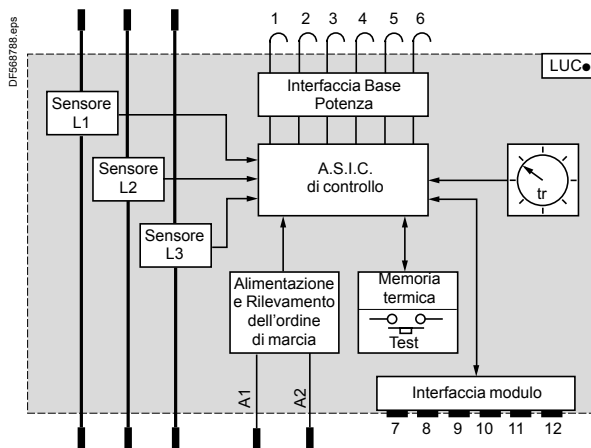 DF568788.eps
1 2 3 4 5 6
LUC●
Interfaccia Base
Potenza
Sensore
L1
Sensore
L2
Sensore
L3
A.S.I.C.
di controllo
tr
Alimentazione
e Rilevamento
dell'ordine
di marcia
Memoria
termica
Test
A1
A2
Interfaccia modulo
7 8 9 10 11 12